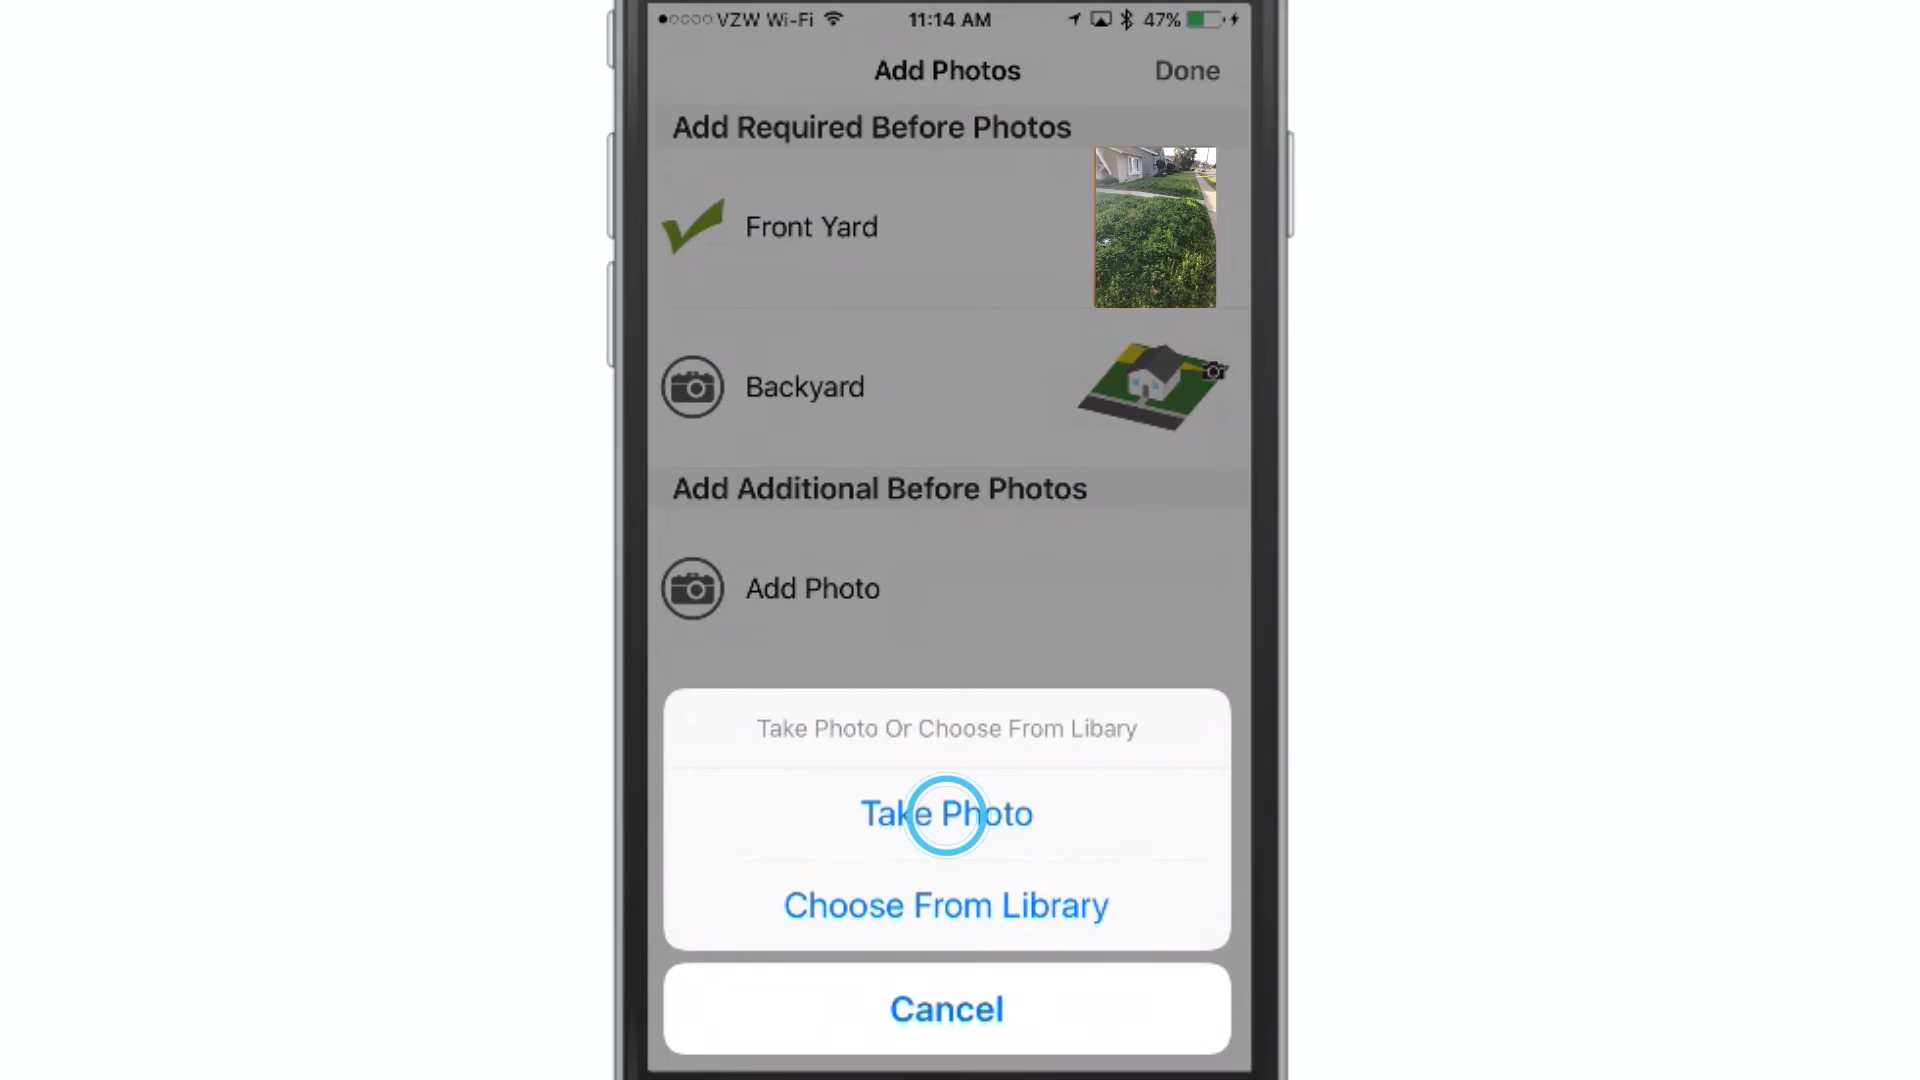 VZW Wi-Fi 11:14 AM 47%
Add Photos Done
Add Required Before Photos
Front Yard
Backyard
Add Additional Before Photos
Add Photo
Take Photo Or Choose From Libary
Take Photo
Choose From Library
Cancel